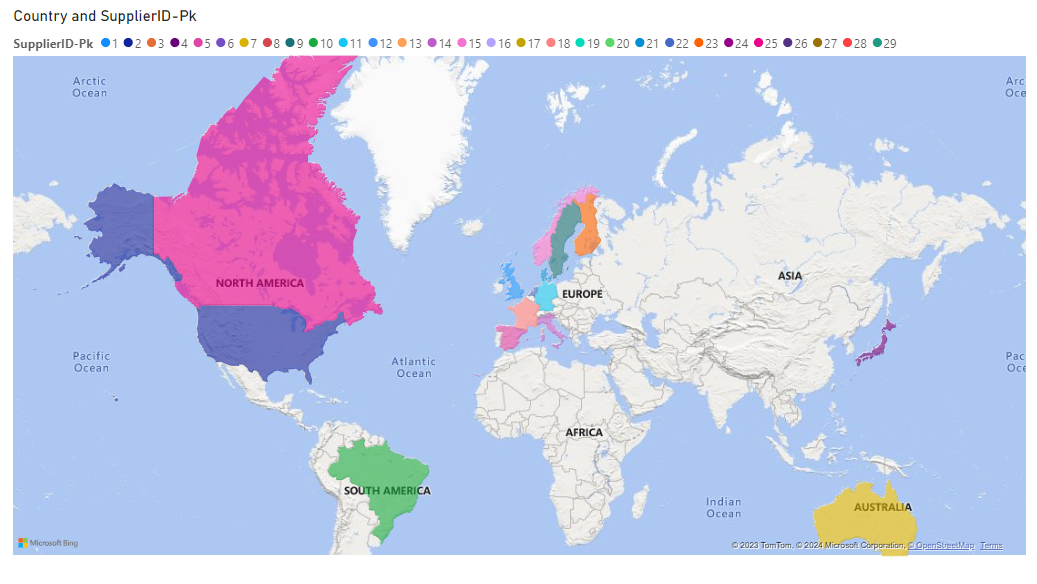 Country and SupplierID-Pk
SupplierID-Pk 1 2 3 4 5 6 7 8 9 10 11 12 13 14 15 16 17 18 19 20 21 22 23 24 25 26 27 28 29
Arctic
Ocean
Arc
Oce
NORTH AMERICA
EUROPE
ASIA
Pacific
Ocean
Atlantic
Ocean
Pac
Oce
AFRICA
SOUTH AMERICA
Indian
Ocean
AUSTRALIA
Microsoft Bing
© 2023 TomTom, © 2024 Microsoft Corporation, © OpenStreetMap Terms